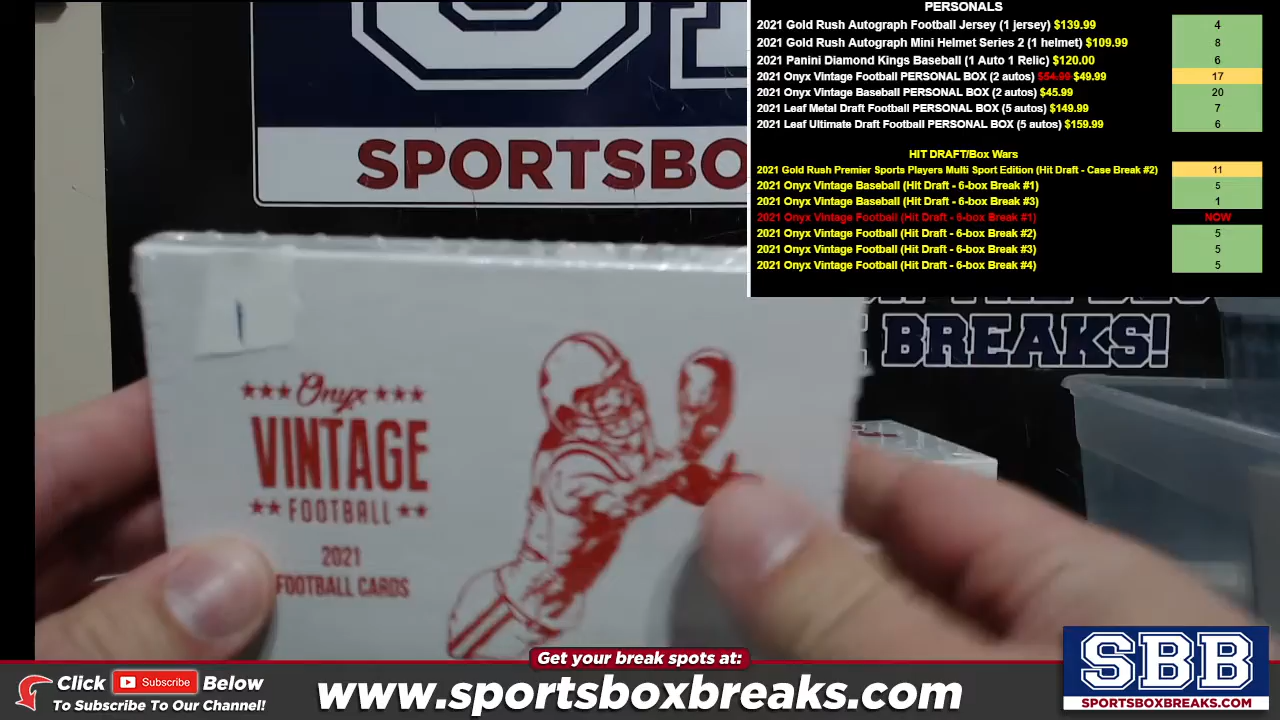 PERSONALS
2021 Gold Rush Autograph Football Jersey (1 jersey) $139.99 4
2021 Gold Rush Autograph Mini Helmet Series 2 (1 helmet) $109.99 8
2021 Panini Diamond Kings Baseball (1 Auto 1 Relic) $120.00 6
2021 Onyx Vintage Football PERSONAL BOX (2 autos) $54.99 $49.99 17
2021 Onyx Vintage Baseball PERSONAL BOX (2 autos) $45.99 20
2021 Leaf Metal Draft Football PERSONAL BOX (5 autos) $149.99 7
2021 Leaf Ultimate Draft Football PERSONAL BOX (5 autos) $159.99 6
HIT DRAFT/Box Wars
2021 Gold Rush Premier Sports Players Multi Sport Edition (Hit Draft - Case Break #2) 11
2021 Onyx Vintage Baseball (Hit Draft - 6-box Break #1) 5
2021 Onyx Vintage Baseball (Hit Draft - 6-box Break #3) 1
2021 Onyx Vintage Football (Hit Draft - 6-box Break #1) NOW
2021 Onyx Vintage Football (Hit Draft - 6-box Break #2) 5
2021 Onyx Vintage Football (Hit Draft - 6-box Break #3) 5
2021 Onyx Vintage Football (Hit Draft - 6-box Break #4) 5
SPORTSBO
BREAKS!
1
Onyx
VINTAGE
FOOTBALL
2021
FOOTBALL CARDS
Get your break spots at:
Click Subscribe Below
To Subscribe To Our Channel!
www.sportsboxbreaks.com
SBB
SPORTSBOXBREAKS.COM